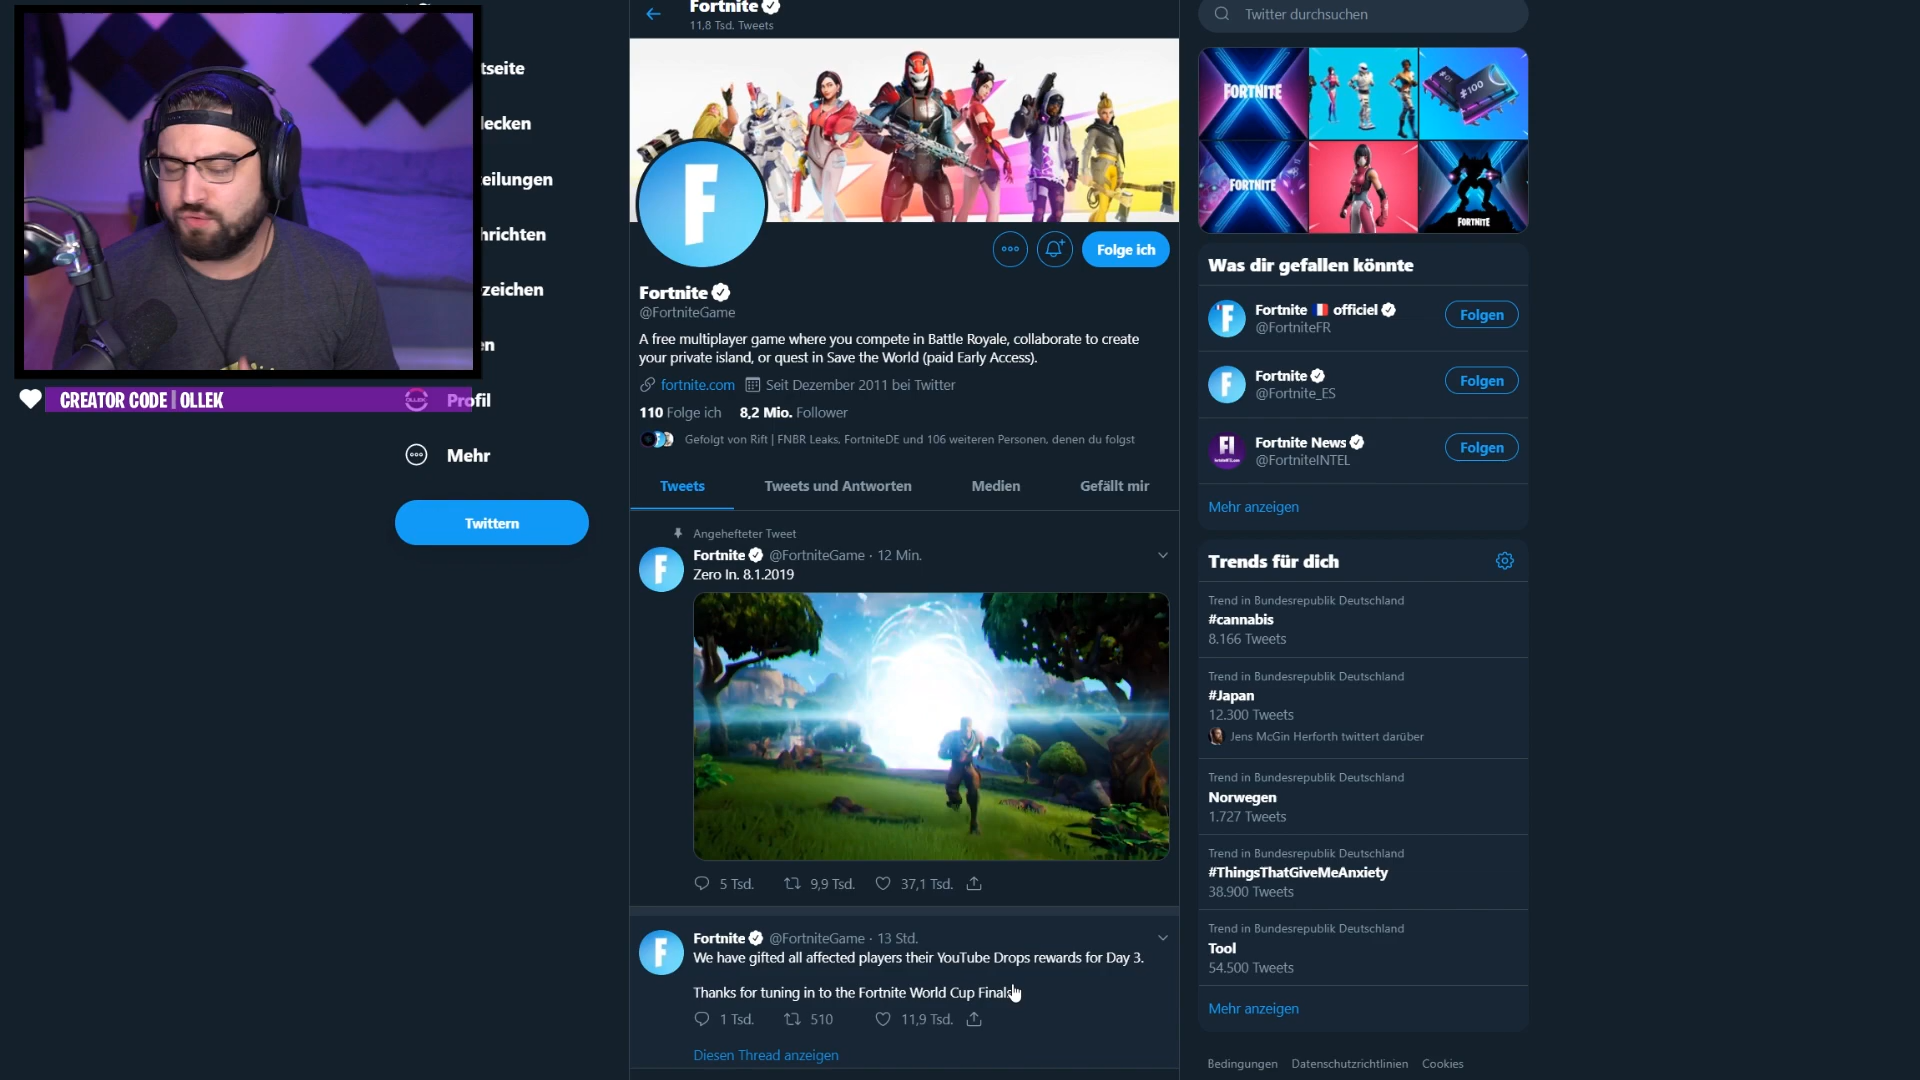 tseite
lecken
teilungen
hrichten
zeichen
en
Profil
Mehr
Twittern
CREATOR CODE | OLLEK
Fortnite
11,8 Tsd. Tweets
F
Folge ich
Fortnite
@FortniteGame
A free multiplayer game where you compete in Battle Royale, collaborate to create
your private island, or quest in Save the World (paid Early Access).
fortnite.com Seit Dezember 2011 bei Twitter
110 Folge ich 8,2 Mio. Follower
Gefolgt von Rift | FNBR Leaks, FortniteDE und 106 weiteren Personen, denen du folgst
Tweets Tweets und Antworten Medien Gefällt mir
Angehefteter Tweet
Fortnite @FortniteGame · 12 Min.
Zero In. 8.1.2019
5 Tsd. 9,9 Tsd. 37,1 Tsd.
Fortnite @FortniteGame · 13 Std.
We have gifted all affected players their YouTube Drops rewards for Day 3.
Thanks for tuning in to the Fortnite World Cup Finals
1 Tsd. 510 11,9 Tsd.
Diesen Thread anzeigen
Twitter durchsuchen
FORTNITE
#100
FORTNITE
FORTNITE
Was dir gefallen könnte
Fortnite 🇫🇷 officiel
@FortniteFR
Folgen
Fortnite
@Fortnite_ES
Folgen
Fortnite News
@FortniteINTEL
Folgen
Mehr anzeigen
Trends für dich
Trend in Bundesrepublik Deutschland
#cannabis
8.166 Tweets
Trend in Bundesrepublik Deutschland
#Japan
12.300 Tweets
Jens McGin Herforth twittert darüber
Trend in Bundesrepublik Deutschland
Norwegen
1.727 Tweets
Trend in Bundesrepublik Deutschland
#ThingsThatGiveMeAnxiety
38.900 Tweets
Trend in Bundesrepublik Deutschland
Tool
54.500 Tweets
Mehr anzeigen
Bedingungen Datenschutzrichtlinien Cookies